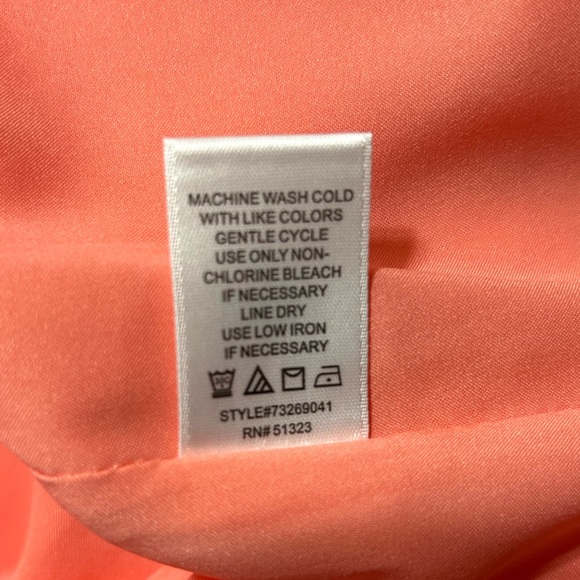 MACHINE WASH COLD
WITH LIKE COLORS
GENTLE CYCLE
USE ONLY NON-
CHLORINE BLEACH
IF NECESSARY
LINE DRY
USE LOW IRON
IF NECESSARY
STYLE#73269041
RN# 51323